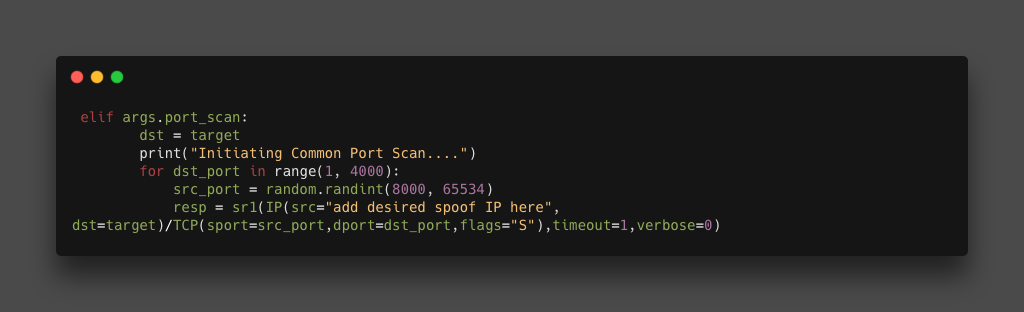 elif args.port_scan:
dst = target
print("Initiating Common Port Scan....")
for dst_port in range(1, 4000):
src_port = random.randint(8000, 65534)
resp = sr1(IP(src="add desired spoof IP here",
dst=target)/TCP(sport=src_port,dport=dst_port,flags="S"),timeout=1,verbose=0)